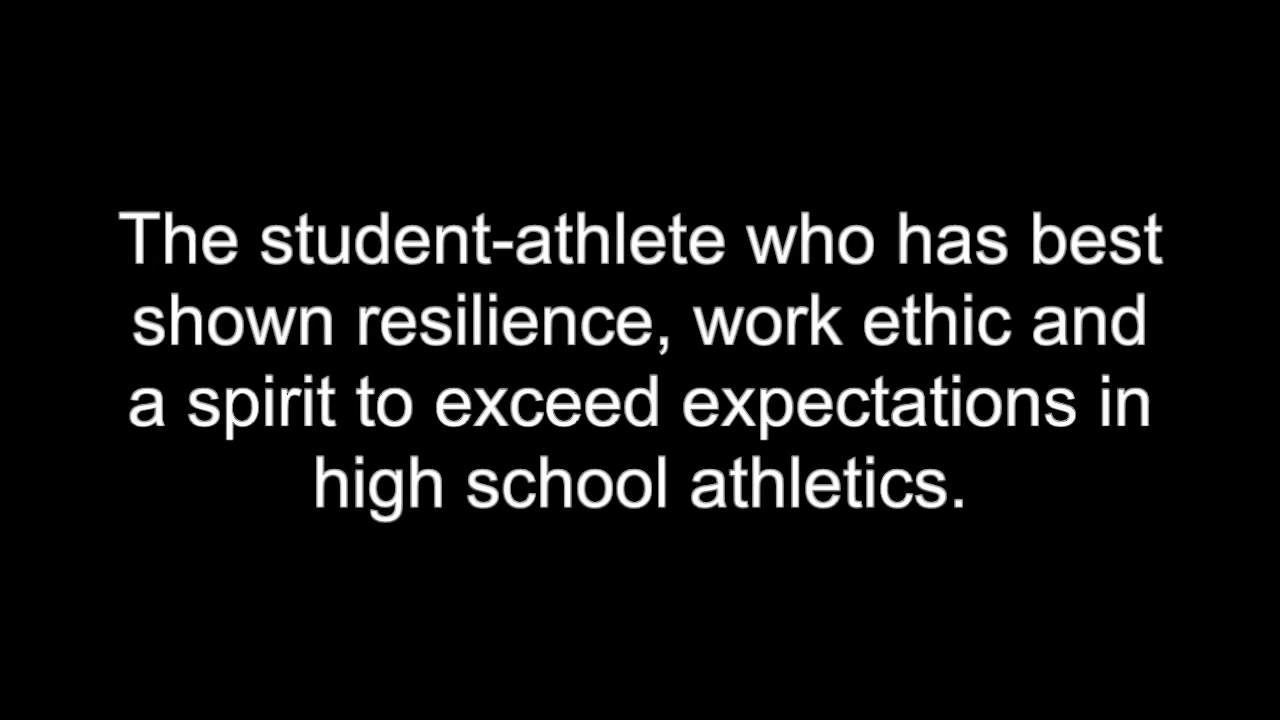 The student-athlete who has best
shown resilience, work ethic and
a spirit to exceed expectations in
high school athletics.